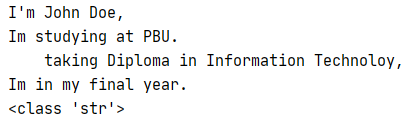 I'm John Doe,
Im studying at PBU.
    taking Diploma in Information Technoloy,
Im in my final year.
<class 'str'>